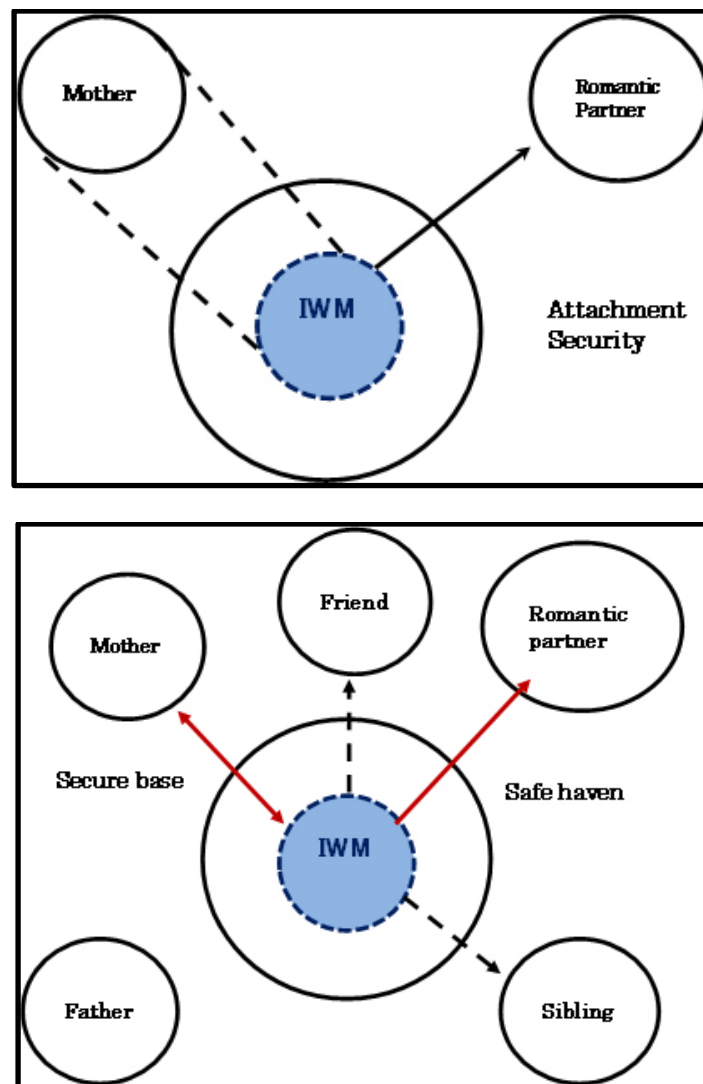 Mother
Romantic
Partner
IWM
Attachment
Security
Friend
Mother
Romantic
partner
Secure base
Safe haven
IWM
Father
Sibling